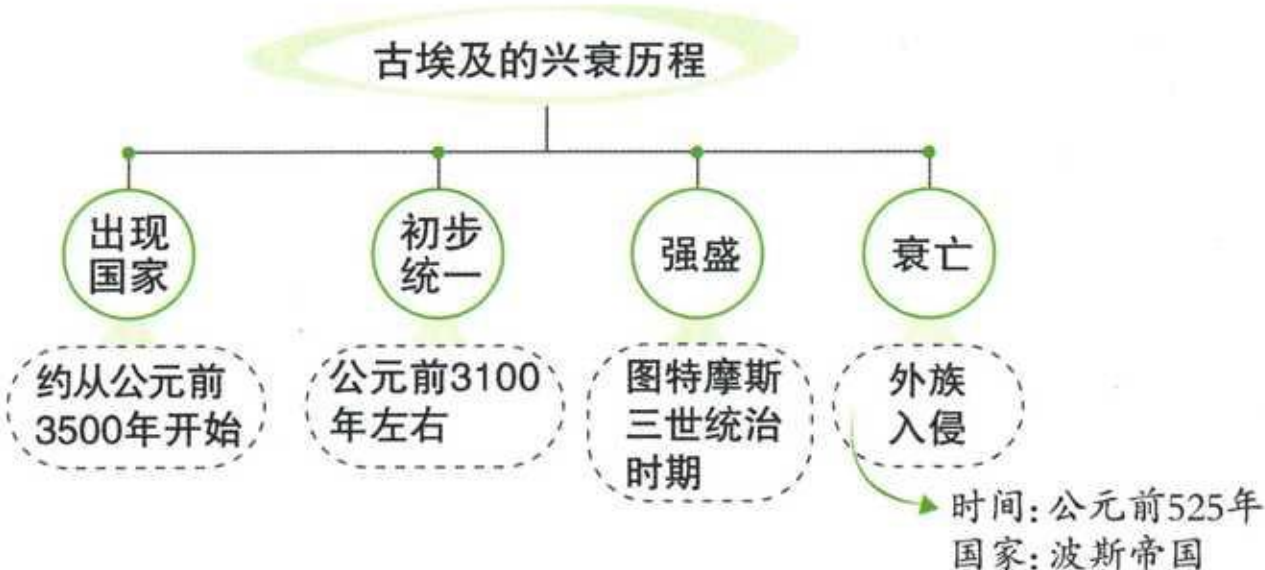 古埃及的兴衰历程
出现
国家
初步
统一
强盛
衰亡
约从公元前
3500年开始
公元前3100
年左右
图特摩斯
三世统治
时期
外族
入侵
时间:公元前525年
国家:波斯帝国